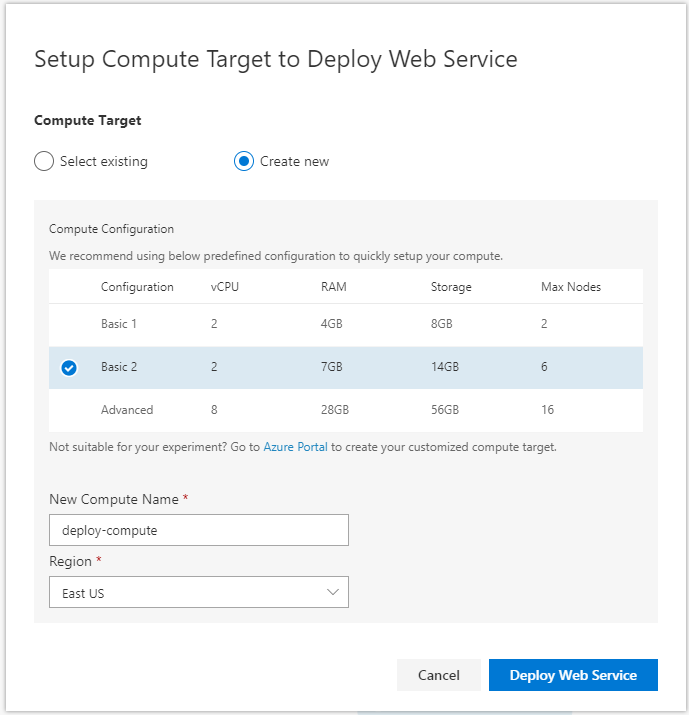 Setup Compute Target to Deploy Web Service
Compute Target
Select existing Create new
Compute Configuration
We recommend using below predefined configuration to quickly setup your compute.
Configuration vCPU RAM Storage Max Nodes
Basic 1 2 4GB 8GB 2
Basic 2 2 7GB 14GB 6
Advanced 8 28GB 56GB 16
Not suitable for your experiment? Go to Azure Portal to create your customized compute target.
New Compute Name *
deploy-compute
Region *
East US
Cancel Deploy Web Service